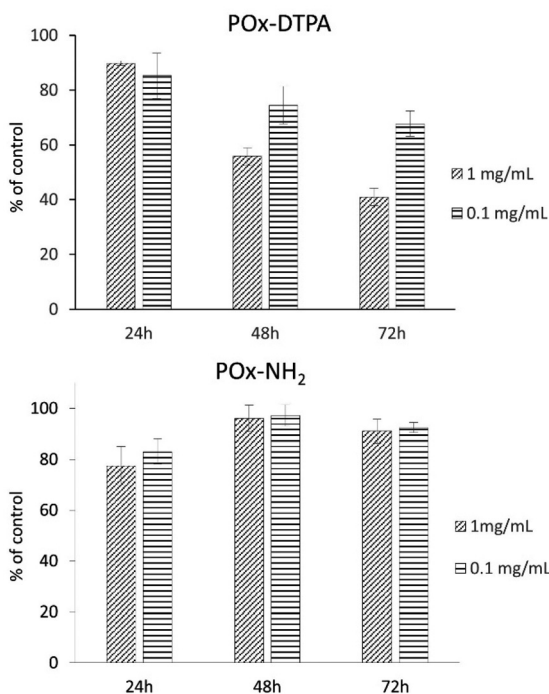 POx-DTPA
100
80
60
40
20
0
% of control
24h 48h 72h
1 mg/mL
0.1 mg/mL
POx-NH₂
100
80
60
40
20
0
% of control
24h 48h 72h
1mg/mL
0.1 mg/mL